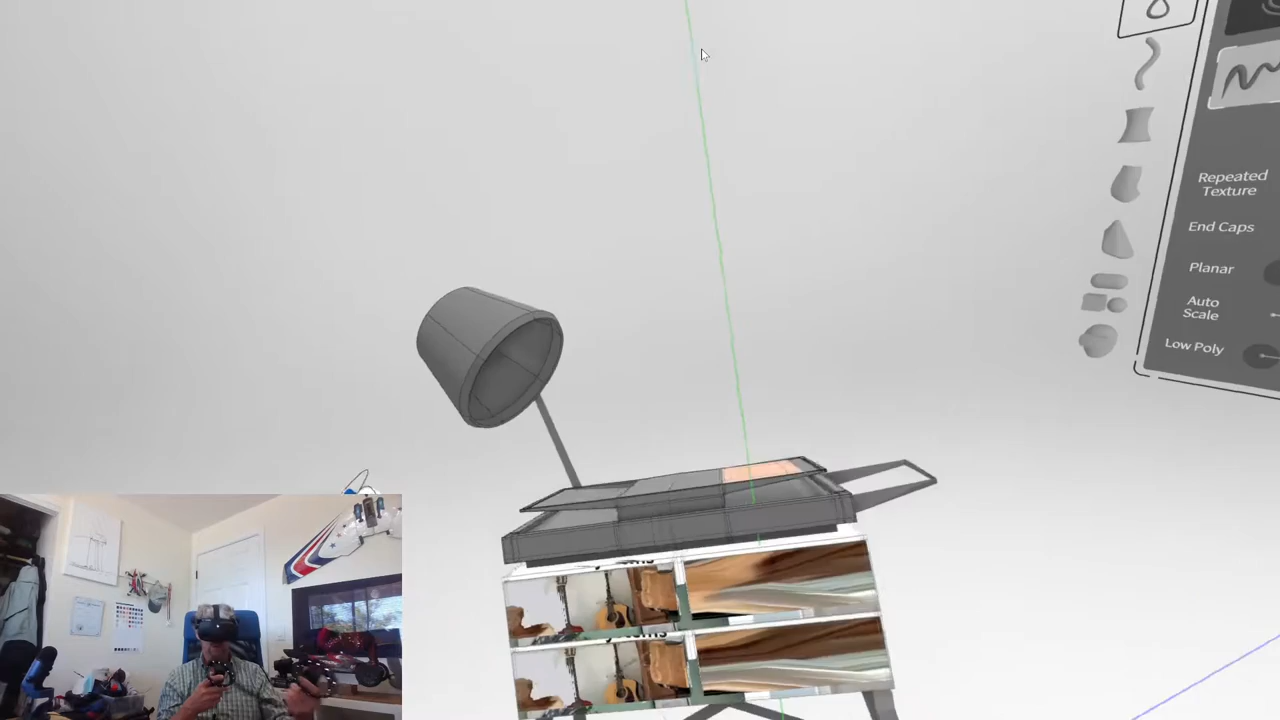 Repeated
Texture
End Caps
Planar
Auto
Scale
Low Poly